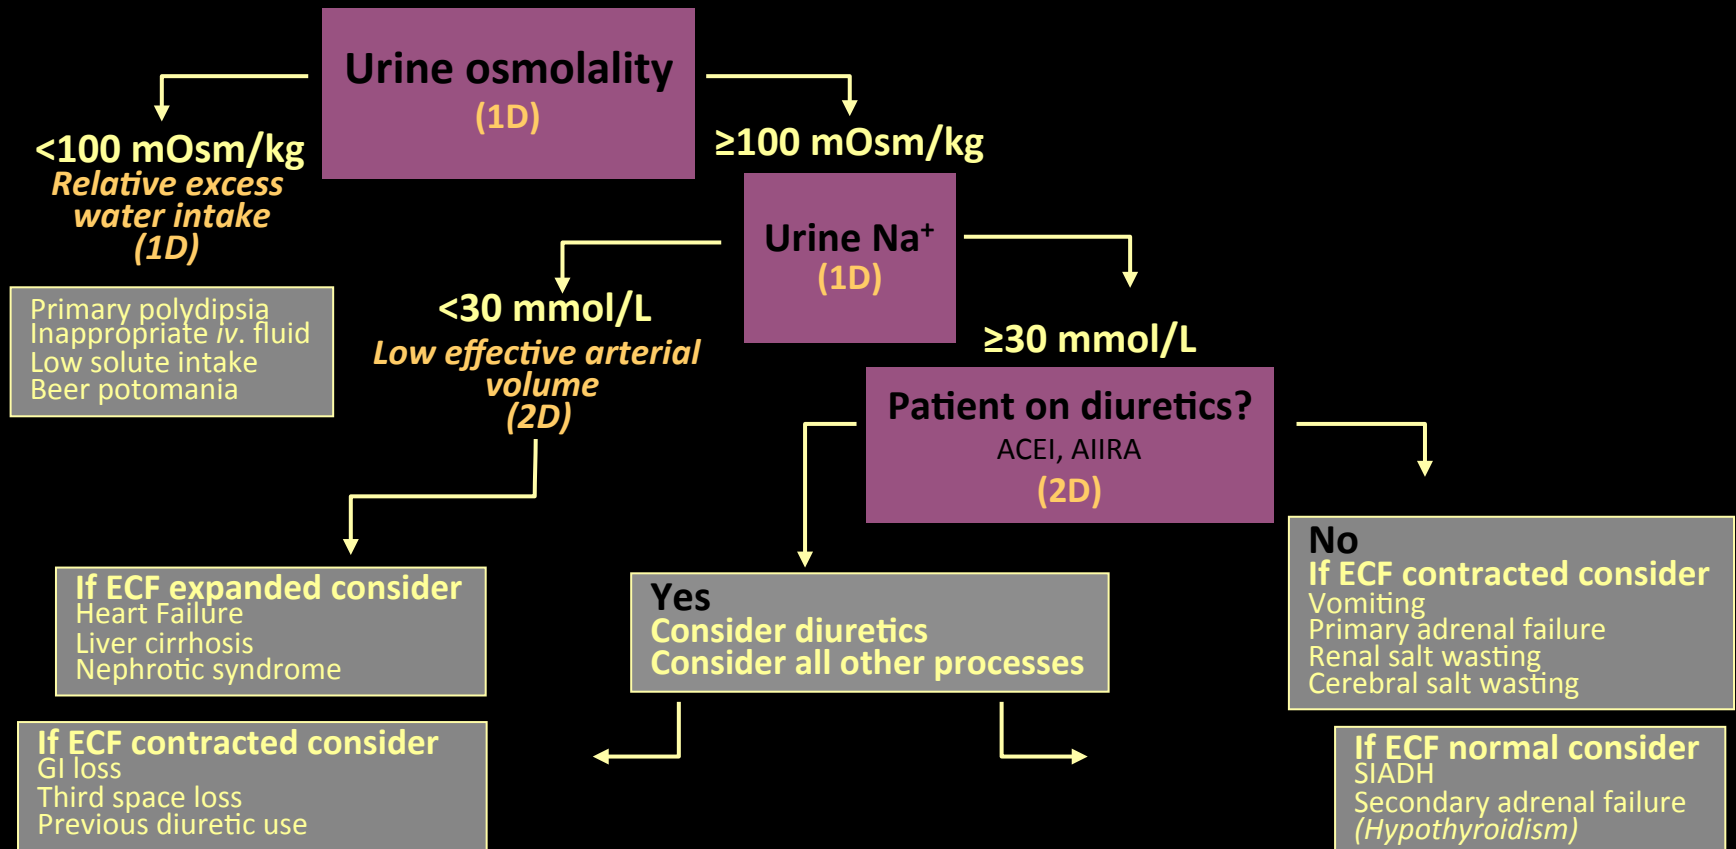 Urine osmolality
(1D)
<100 mOsm/kg
Relative excess
water intake
(1D)
Primary polydipsia
Inappropriate iv. fluid
Low solute intake
Beer potomania
≥100 mOsm/kg
Urine Na⁺
(1D)
<30 mmol/L
Low effective arterial
volume
(2D)
≥30 mmol/L
Patient on diuretics?
ACEI, AIIRA
(2D)
If ECF expanded consider
Heart Failure
Liver cirrhosis
Nephrotic syndrome
If ECF contracted consider
GI loss
Third space loss
Previous diuretic use
Yes
Consider diuretics
Consider all other processes
No
If ECF contracted consider
Vomiting
Primary adrenal failure
Renal salt wasting
Cerebral salt wasting
If ECF normal consider
SIADH
Secondary adrenal failure
(Hypothyroidism)